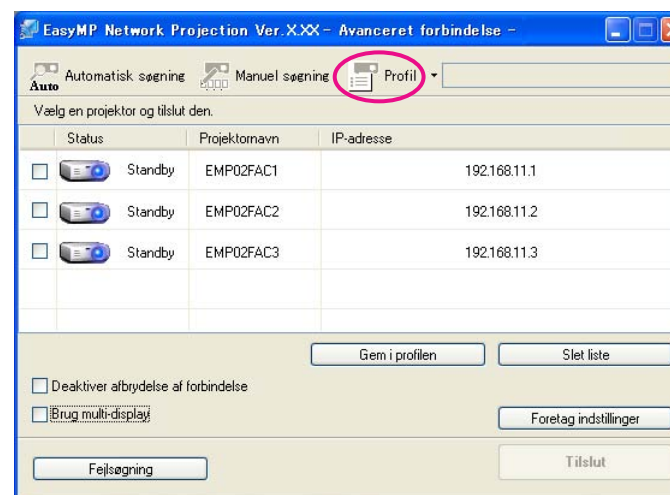 EasyMP Network Projection Ver.X.XX - Avanceret forbindelse -
Auto Automatisk søgning Manuel søgning Profil
Vælg en projektor og tilslut den.
Status Projektornavn IP-adresse
Standby EMP02FAC1 192.168.11.1
Standby EMP02FAC2 192.168.11.2
Standby EMP02FAC3 192.168.11.3
Gem i profilen Slet liste
Deaktiver afbrydelse af forbindelse
Brug multi-display
Foretag indstillinger
Fejlsøgning Tilslut